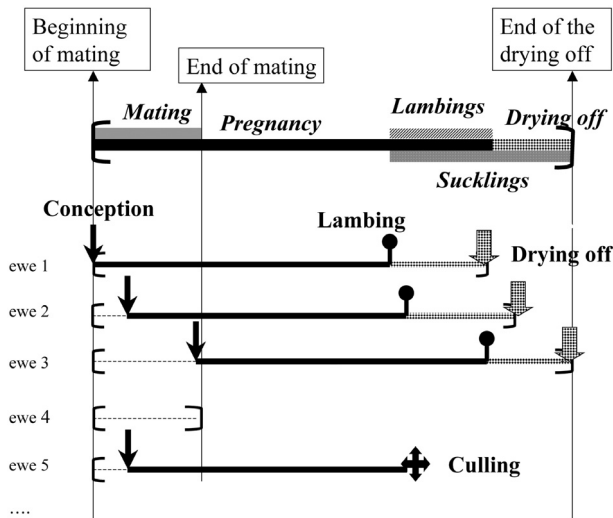 Beginning
of mating
End of mating
End of the
drying off
Mating
Pregnancy
Lambings
Drying off
Sucklings
Conception
Lambing
Drying off
ewe 1
ewe 2
ewe 3
ewe 4
ewe 5
Culling
....